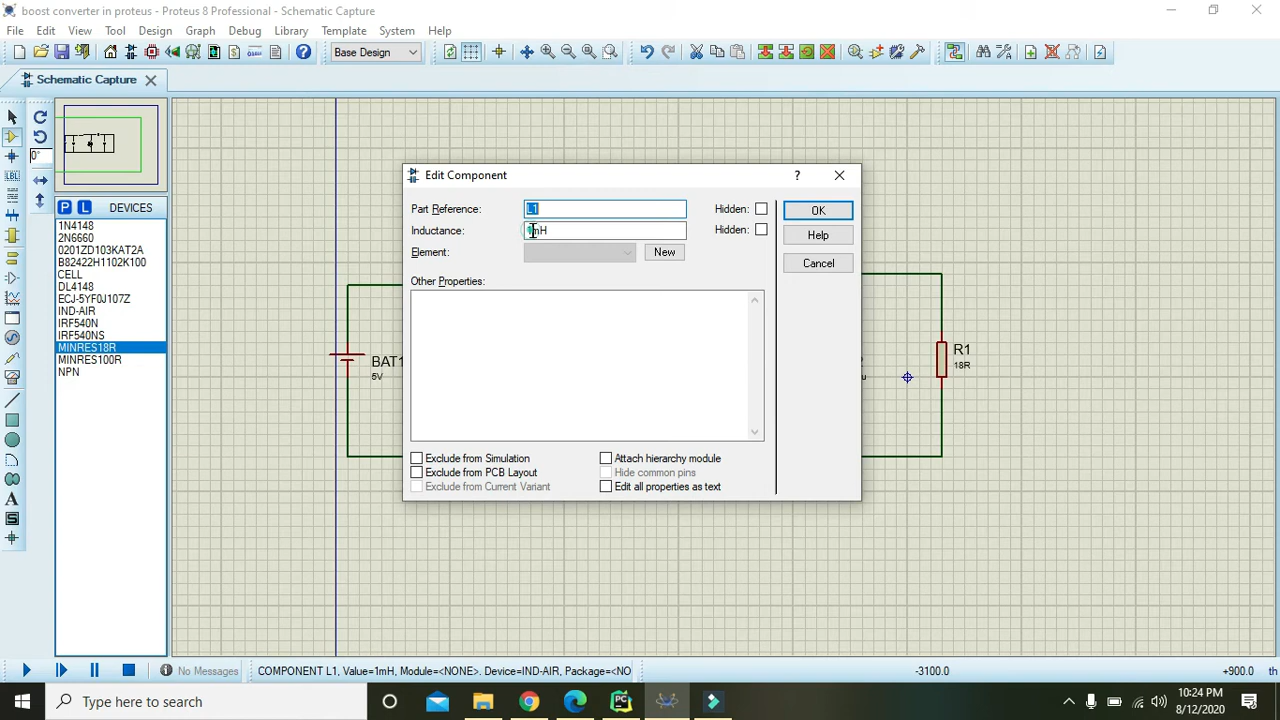 boost converter in proteus - Proteus 8 Professional - Schematic Capture
File Edit View Tool Design Graph Debug Library Template System Help
Base Design
Schematic Capture
0°
LBL
P L DEVICES
1N4148
2N6660
0201ZD103KAT2A
B82422H1102K100
CELL
DL4148
ECJ-5YF0J107Z
IND-AIR
IRF540N
IRF540NS
MINRES18R
MINRES100R
NPN
A
S
BAT1
5V
R1
18R
u
Edit Component
?
Part Reference: L1 Hidden: OK
Inductance: 1mH Hidden: Help
Element: New Cancel
Other Properties:
Exclude from Simulation Attach hierarchy module
Exclude from PCB Layout Hide common pins
Exclude from Current Variant Edit all properties as text
No Messages COMPONENT L1, Value=1mH, Module=<NONE>. Device=IND-AIR, Package=<NO -3100.0 +900.0 th
Type here to search
10:24 PM
8/12/2020